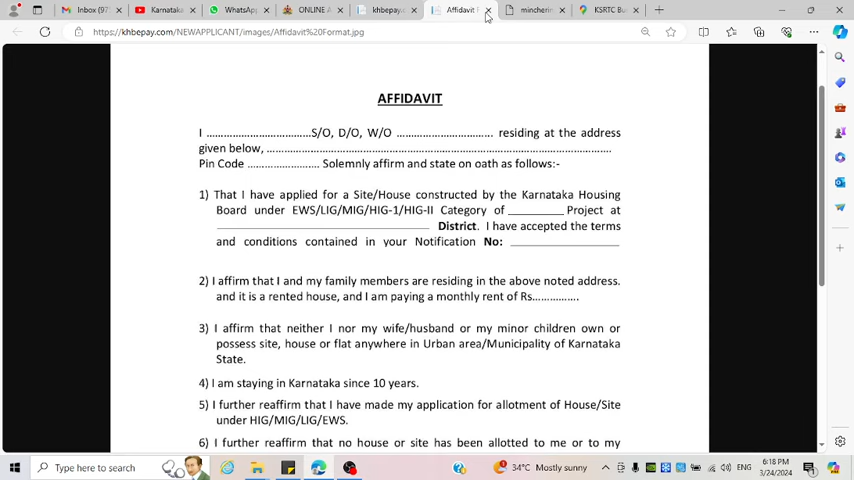 Inbox (97
Karnataka
WhatsApp
ONLINE A
khbepay.c
Affidavit F
mincherin
KSRTC Bu
https://khbepay.com/NEWAPPLICANT/images/Affidavit%20Format.jpg
AFFIDAVIT
I ………………………………S/O, D/O, W/O …………………………… residing at the address
given below, ……………………………………………………………………………………………
Pin Code ……………………. Solemnly affirm and state on oath as follows:-
1) That I have applied for a Site/House constructed by the Karnataka Housing
Board under EWS/LIG/MIG/HIG-1/HIG-II Category of __________ Project at
______________________________________ District. I have accepted the terms
and conditions contained in your Notification No: ___________________
2) I affirm that I and my family members are residing in the above noted address.
and it is a rented house, and I am paying a monthly rent of Rs…………….
3) I affirm that neither I nor my wife/husband or my minor children own or
possess site, house or flat anywhere in Urban area/Municipality of Karnataka
State.
4) I am staying in Karnataka since 10 years.
5) I further reaffirm that I have made my application for allotment of House/Site
under HIG/MIG/LIG/EWS.
6) I further reaffirm that no house or site has been allotted to me or to my
Type here to search
34°C Mostly sunny
ENG
6:18 PM
3/24/2024